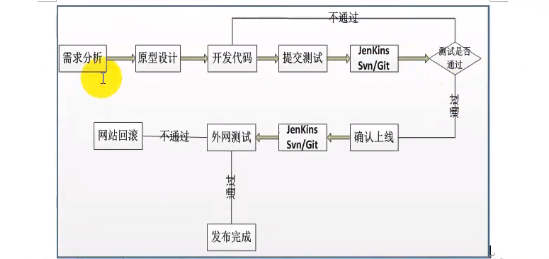 不通过
需求分析
原型设计
开发代码
提交测试
JenKins
Svn/Git
测试是否
通过
通过
网站回滚
不通过
外网测试
JenKins
Svn/Git
确认上线
通过
发布完成